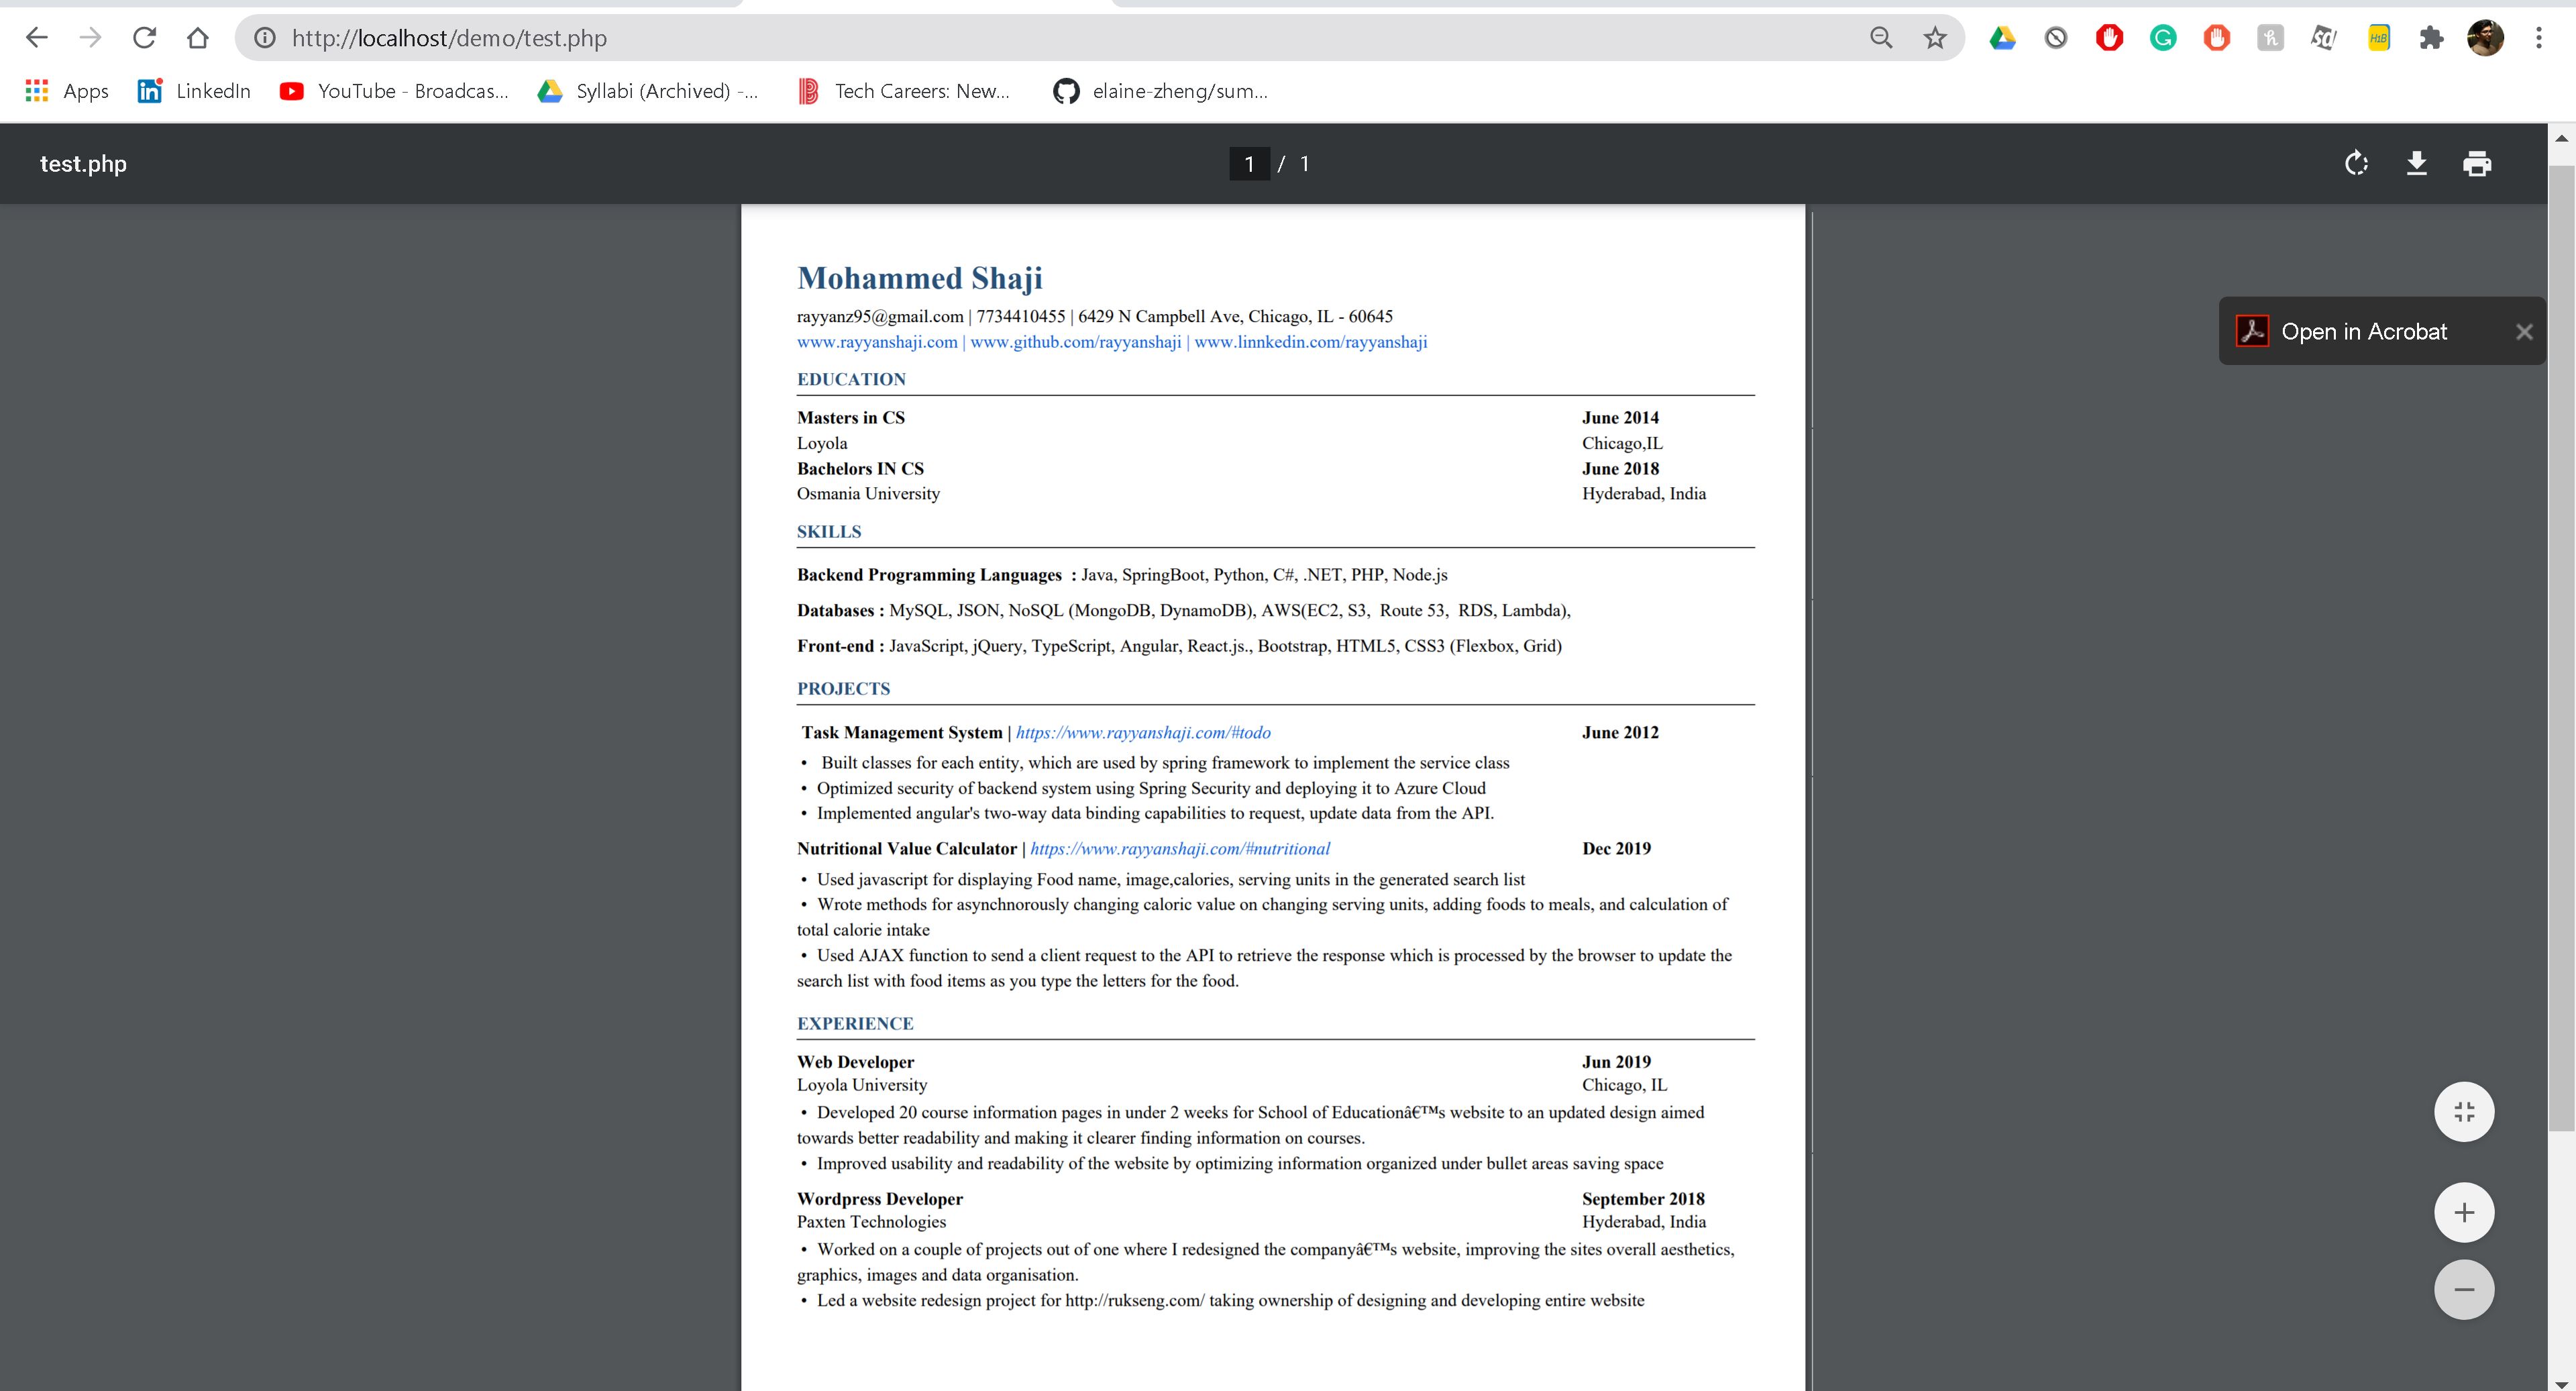 http://localhost/demo/test.php
Apps LinkedIn YouTube - Broadcas... Syllabi (Archived) -... Tech Careers: New... elaine-zheng/sum...
test.php 1 / 1
Open in Acrobat
Mohammed Shaji
rayyanz95@gmail.com | 7734410455 | 6429 N Campbell Ave, Chicago, IL - 60645
www.rayyanshaji.com | www.github.com/rayyanshaji | www.linnkedin.com/rayyanshaji
EDUCATION
Masters in CS June 2014
Loyola Chicago,IL
Bachelors IN CS June 2018
Osmania University Hyderabad, India
SKILLS
Backend Programming Languages : Java, SpringBoot, Python, C#, .NET, PHP, Node.js
Databases : MySQL, JSON, NoSQL (MongoDB, DynamoDB), AWS(EC2, S3, Route 53, RDS, Lambda),
Front-end : JavaScript, jQuery, TypeScript, Angular, React.js., Bootstrap, HTML5, CSS3 (Flexbox, Grid)
PROJECTS
Task Management System | https://www.rayyanshaji.com/#todo June 2012
• Built classes for each entity, which are used by spring framework to implement the service class
• Optimized security of backend system using Spring Security and deploying it to Azure Cloud
• Implemented angular's two-way data binding capabilities to request, update data from the API.
Nutritional Value Calculator | https://www.rayyanshaji.com/#nutritional Dec 2019
• Used javascript for displaying Food name, image,calories, serving units in the generated search list
• Wrote methods for asynchnorously changing caloric value on changing serving units, adding foods to meals, and calculation of
total calorie intake
• Used AJAX function to send a client request to the API to retrieve the response which is processed by the browser to update the
search list with food items as you type the letters for the food.
EXPERIENCE
Web Developer Jun 2019
Loyola University Chicago, IL
• Developed 20 course information pages in under 2 weeks for School of Educationâ€™s website to an updated design aimed
towards better readability and making it clearer finding information on courses.
• Improved usability and readability of the website by optimizing information organized under bullet areas saving space
Wordpress Developer September 2018
Paxten Technologies Hyderabad, India
• Worked on a couple of projects out of one where I redesigned the companyâ€™s website, improving the sites overall aesthetics,
graphics, images and data organisation.
• Led a website redesign project for http://rukseng.com/ taking ownership of designing and developing entire website